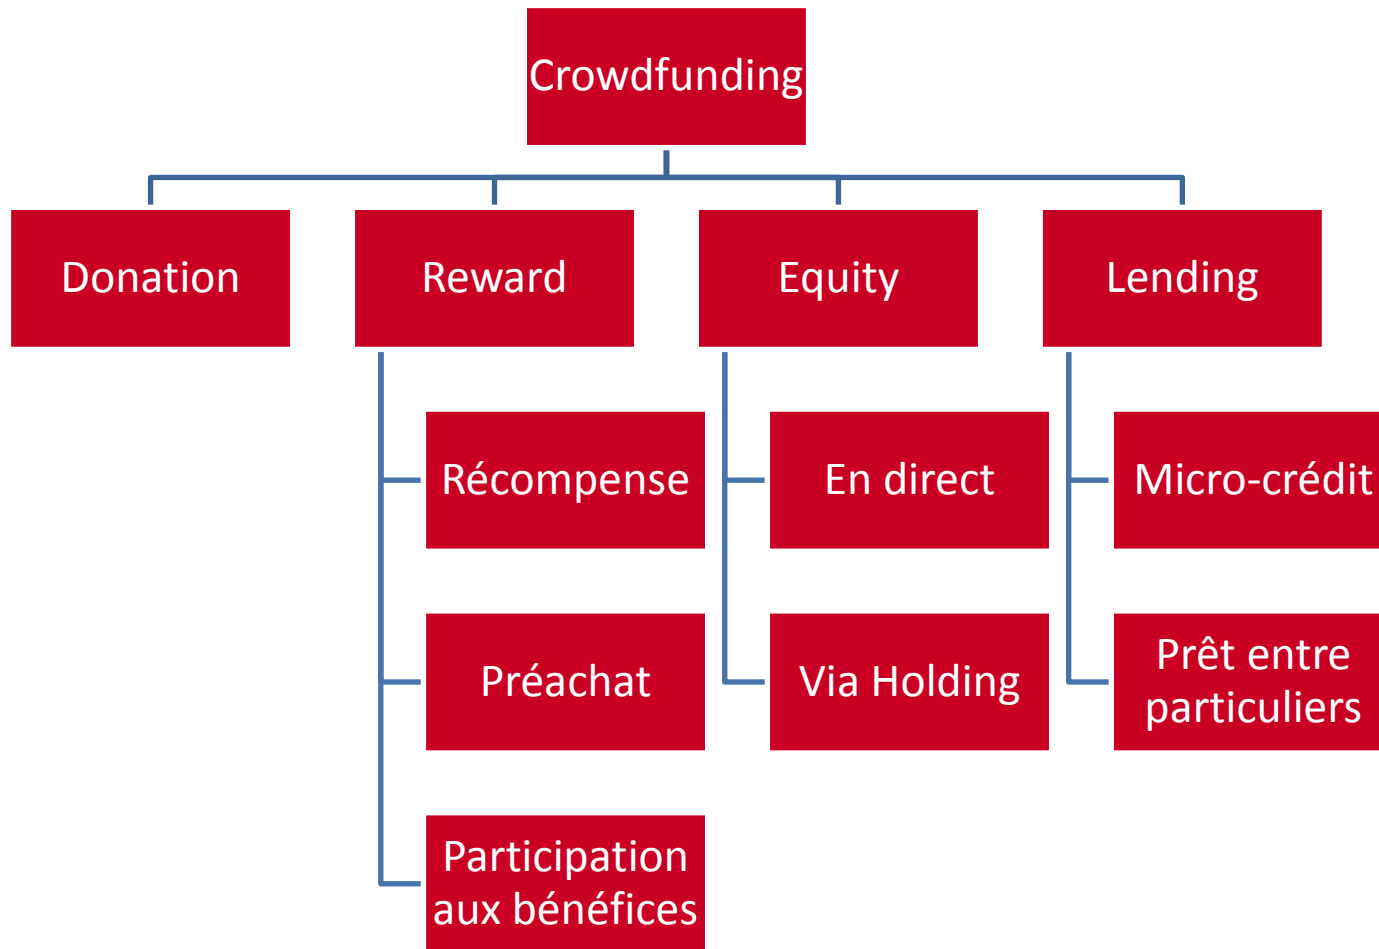 Crowdfunding
Donation
Reward
Equity
Lending
Récompense
En direct
Micro-crédit
Préachat
Via Holding
Prêt entre
particuliers
Participation
aux bénéfices